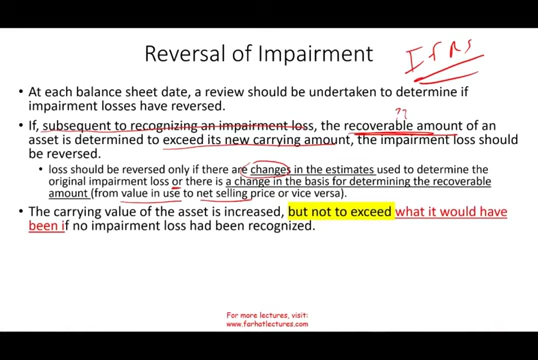 Reversal of Impairment
IFRS
• At each balance sheet date, a review should be undertaken to determine if
impairment losses have reversed.
??
• If, subsequent to recognizing an impairment loss, the recoverable amount of an
asset is determined to exceed its new carrying amount, the impairment loss should
be reversed.
• loss should be reversed only if there are changes in the estimates used to determine the
original impairment loss or there is a change in the basis for determining the recoverable
amount (from value in use to net selling price or vice versa).
• The carrying value of the asset is increased, but not to exceed what it would have
been if no impairment loss had been recognized.
For more lectures, visit:
www.farhatlectures.com